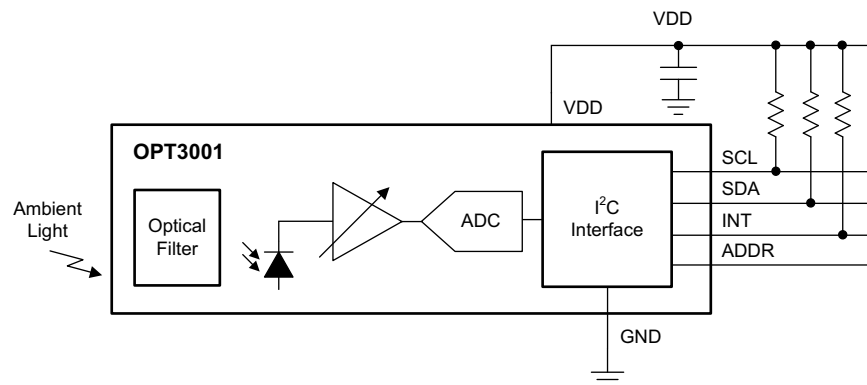 VDD
VDD
OPT3001
Ambient
Light
Optical
Filter
ADC
I²C
Interface
SCL
SDA
INT
ADDR
GND